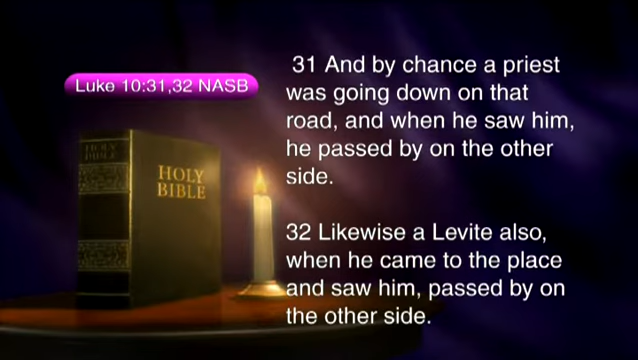 Luke 10:31,32 NASB
31 And by chance a priest
was going down on that
road, and when he saw him,
he passed by on the other
side.
32 Likewise a Levite also,
when he came to the place
and saw him, passed by on
the other side.
HOLY
BIBLE
HOLY
BIBLE